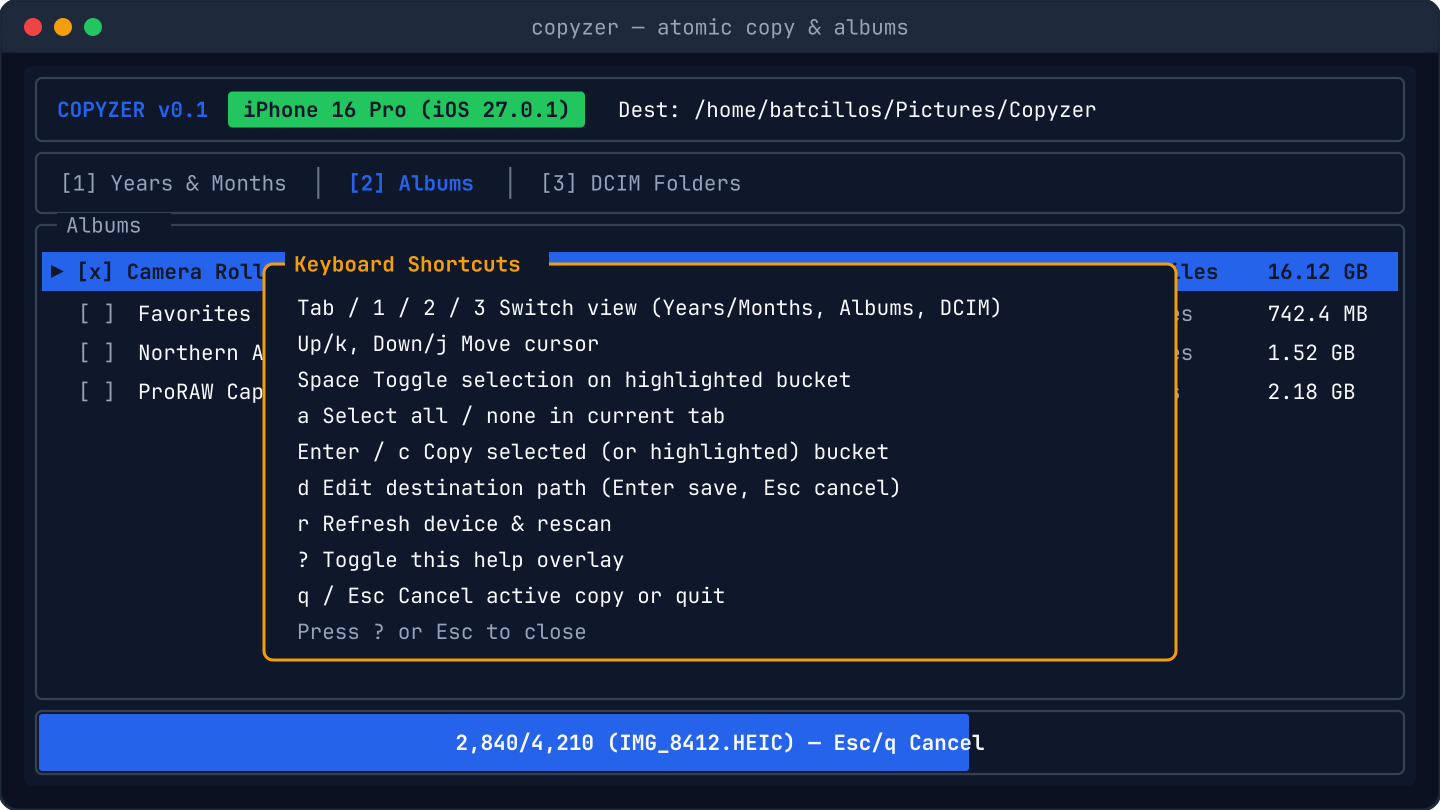 copyzer — atomic copy & albums
COPYZER v0.1 iPhone 16 Pro (iOS 27.0.1) Dest: /home/batcillos/Pictures/Copyzer
[1] Years & Months │ [2] Albums │ [3] DCIM Folders
Albums
▶ [x] Camera Roll 16.12 GB
[ ] Favorites 742.4 MB
[ ] Northern 1.52 GB
[ ] ProRAW 2.18 GB
Keyboard Shortcuts
Tab / 1 / 2 / 3 Switch view (Years/Months, Albums, DCIM)
Up/k, Down/j Move cursor
Space Toggle selection on highlighted bucket
a Select all / none in current tab
Enter / c Copy selected (or highlighted) bucket
d Edit destination path (Enter save, Esc cancel)
r Refresh device & rescan
? Toggle this help overlay
q / Esc Cancel active copy or quit
Press ? or Esc to close
2,840/4,210 (IMG_8412.HEIC) — Esc/q Cancel